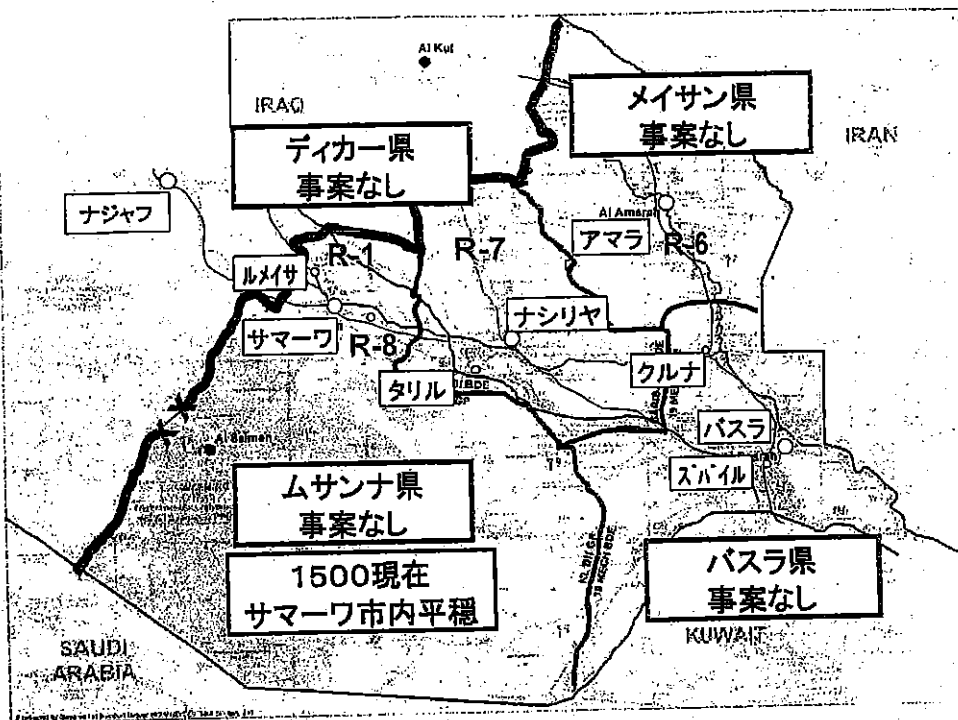 Al Kut
IRAQ
メイサン県
事案なし
IRAN
ディカー県
事案なし
ナジャフ
Al Amarah
アマラ
R-6
R-7
R-1
ルメイサ
ナシリヤ
サマーワ
R-8
クルナ
タリル
BDE
バスラ
Al Salman
ズバイル
ムサンナ県
事案なし
1500現在
サマーワ市内平穏
バスラ県
事案なし
19 MECH BDE
KUWAIT
SAUDI
ARABIA